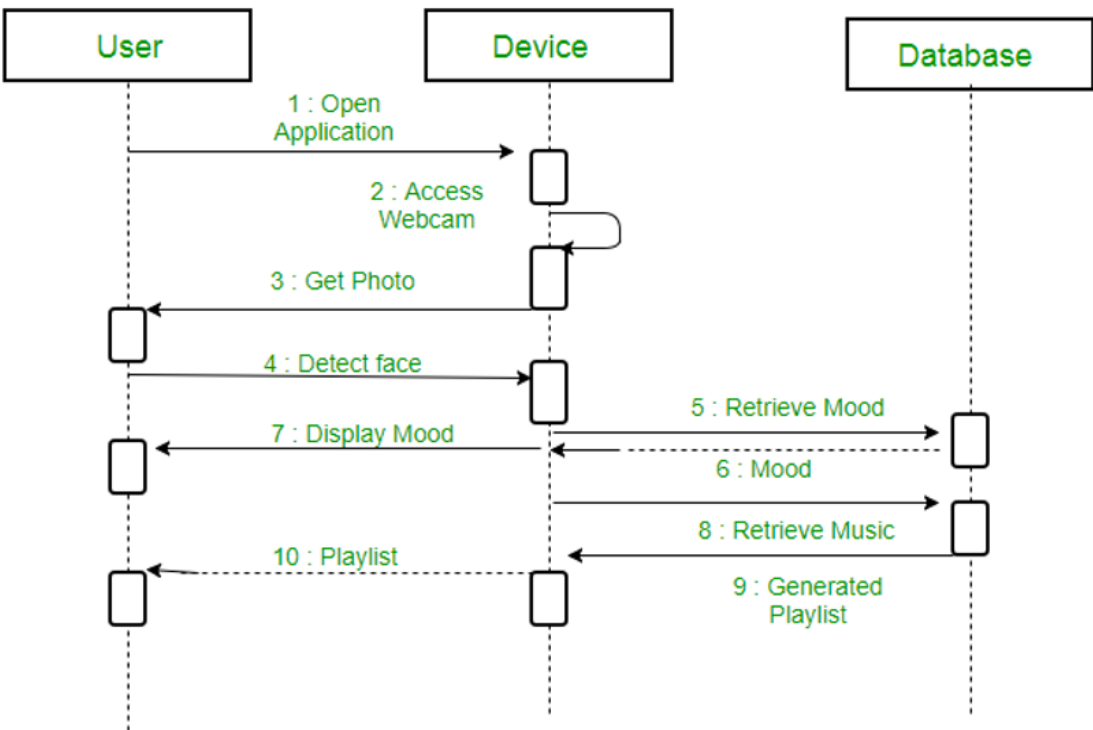 User
Device
Database
1 : Open
Application
2 : Access
Webcam
3 : Get Photo
4 : Detect face
5 : Retrieve Mood
7 : Display Mood
6 : Mood
8 : Retrieve Music
10 : Playlist
9 : Generated
Playlist